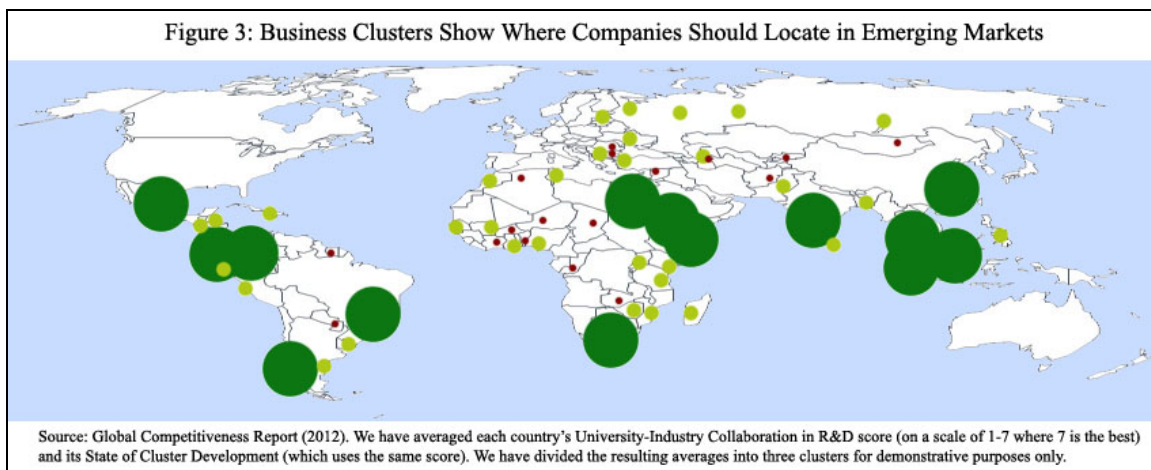 Figure 3: Business Clusters Show Where Companies Should Locate in Emerging Markets
Source: Global Competitiveness Report (2012). We have averaged each country's University-Industry Collaboration in R&D score (on a scale of 1-7 where 7 is the best)
and its State of Cluster Development (which uses the same score). We have divided the resulting averages into three clusters for demonstrative purposes only.